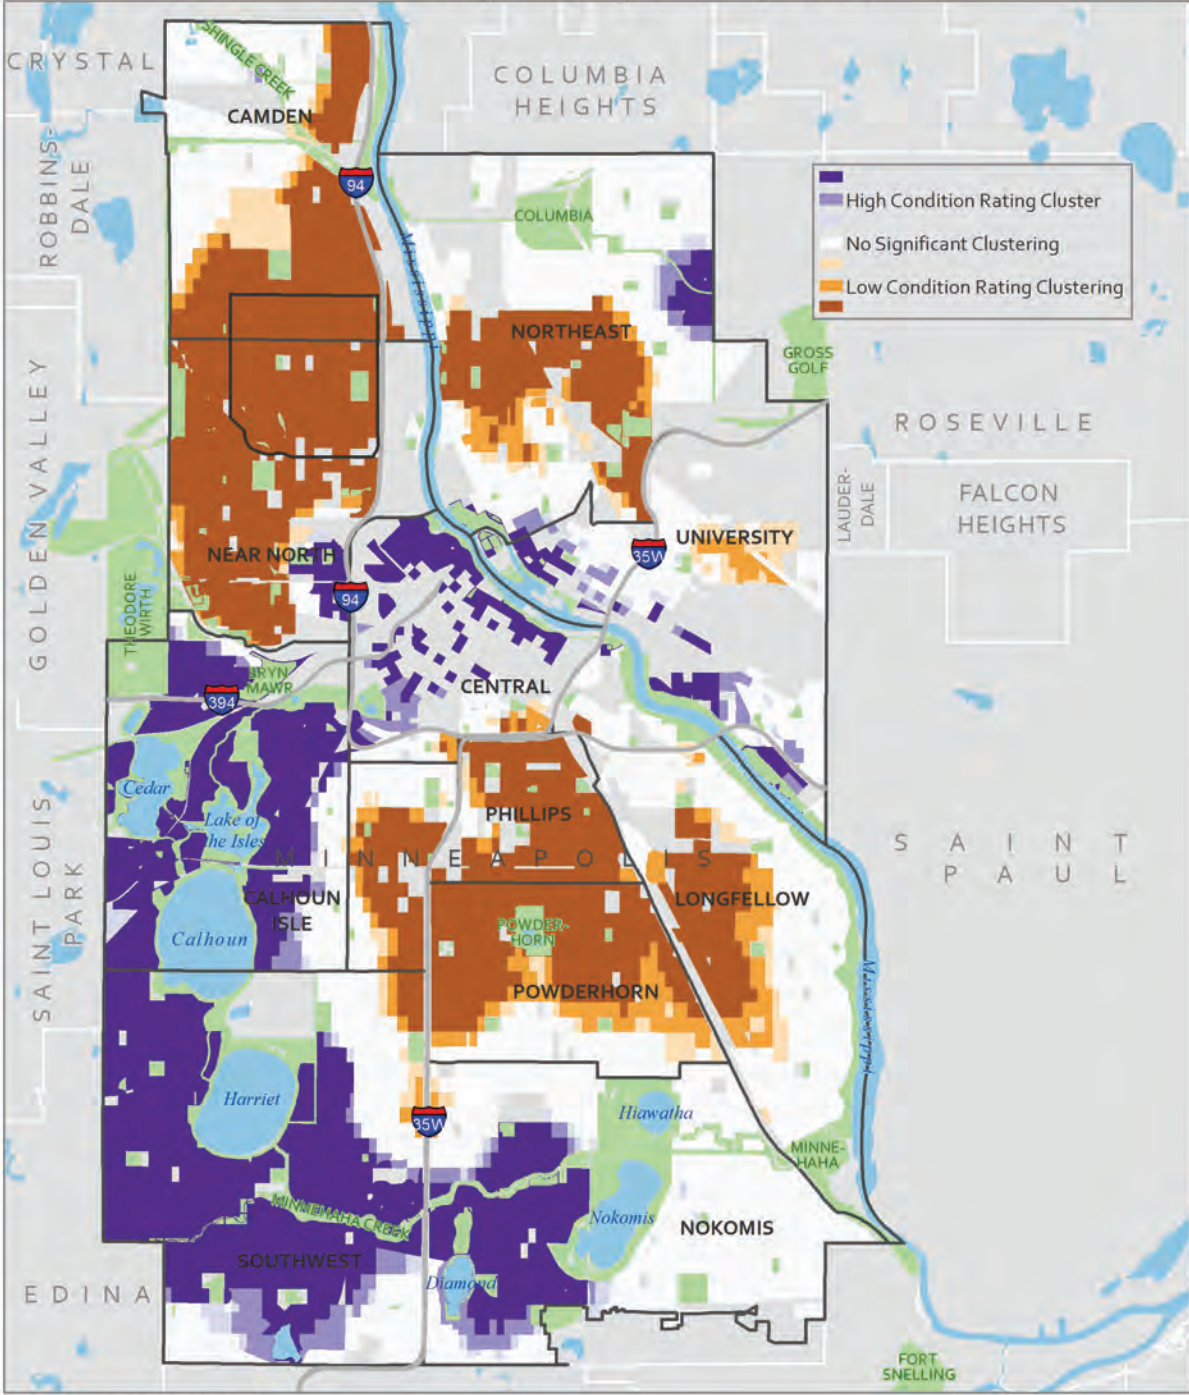 CRYSTAL
SHINGLE CREEK
COLUMBIA
HEIGHTS
CAMDEN
ROBBINS-
DALE
94
High Condition Rating Cluster
No Significant Clustering
Low Condition Rating Clustering
COLUMBIA
Mississippi
NORTHEAST
GROSS
GOLF
GOLDEN VALLEY
ROSEVILLE
LAUDER-
DALE
FALCON
HEIGHTS
UNIVERSITY
35W
NEAR NORTH
94
THEODORE
WIRTH
BRYN
MAWR
394
CENTRAL
Cedar
Lake of
the Isles
PHILLIPS
SAINT LOUIS
PARK
MINNEAPOLIS
SAINT
PAUL
CALHOUN
ISLE
LONGFELLOW
Calhoun
POWDER-
HORN
POWDERHORN
Mississippi
Harriet
Hiawatha
35W
MINNE-
HAHA
MINNEHAHA CREEK
Nokomis
NOKOMIS
SOUTHWEST
Diamond
EDINA
FORT
SNELLING